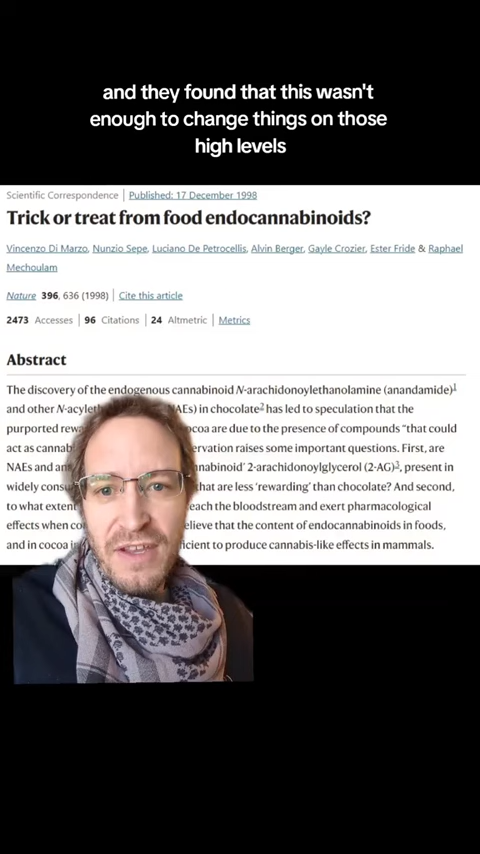 and they found that this wasn't
enough to change things on those
high levels
Scientific Correspondence | Published: 17 December 1998
Trick or treat from food endocannabinoids?
Vincenzo Di Marzo, Nunzio Sepe, Luciano De Petrocellis, Alvin Berger, Gayle Crozier, Ester Fride & Raphael
Mechoulam
Nature 396, 636 (1998) | Cite this article
2473 Accesses | 96 Citations | 24 Altmetric | Metrics
Abstract
The discovery of the endogenous cannabinoid N-arachidonoylethanolamine (anandamide)1
and other N-acyleth AEs) in chocolate2 has led to speculation that the
purported rewa ocoa are due to the presence of compounds "that could
act as cannab ervation raises some important questions. First, are
NAEs and an nnabinoid' 2-arachidonoylglycerol (2-AG)3, present in
widely consu that are less 'rewarding' than chocolate? And second,
to what extent each the bloodstream and exert pharmacological
effects when co elieve that the content of endocannabinoids in foods,
and in cocoa i icient to produce cannabis-like effects in mammals.